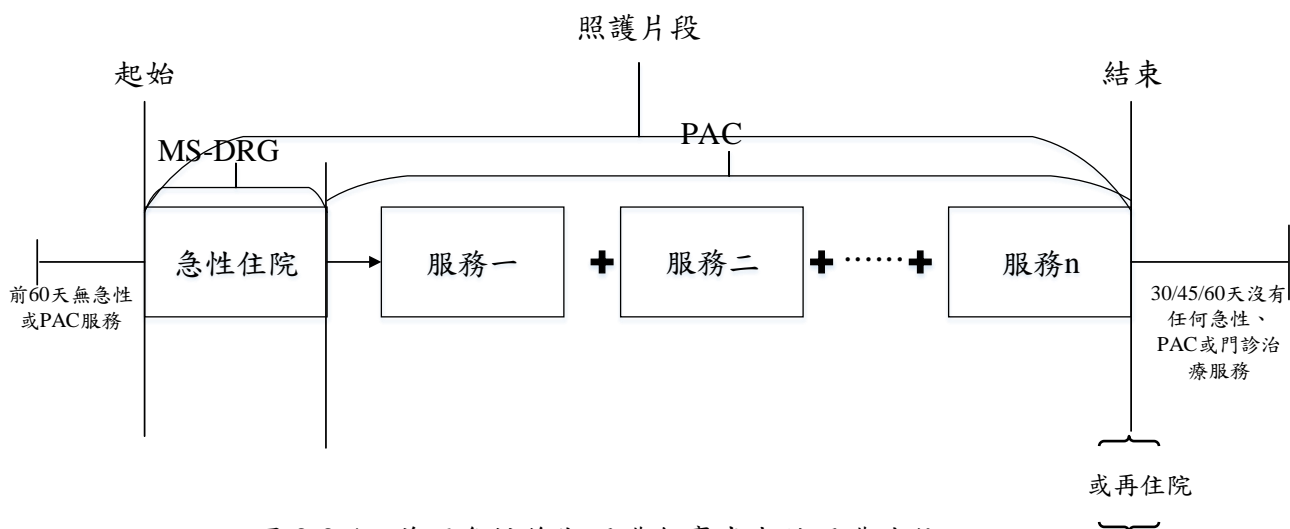 照護片段
起始
結束
MS-DRG
PAC
急性住院
服務一
服務二
……
服務n
前60天無急性
或PAC服務
30/45/60天沒有
任何急性、
PAC或門診治
療服務
或再住院